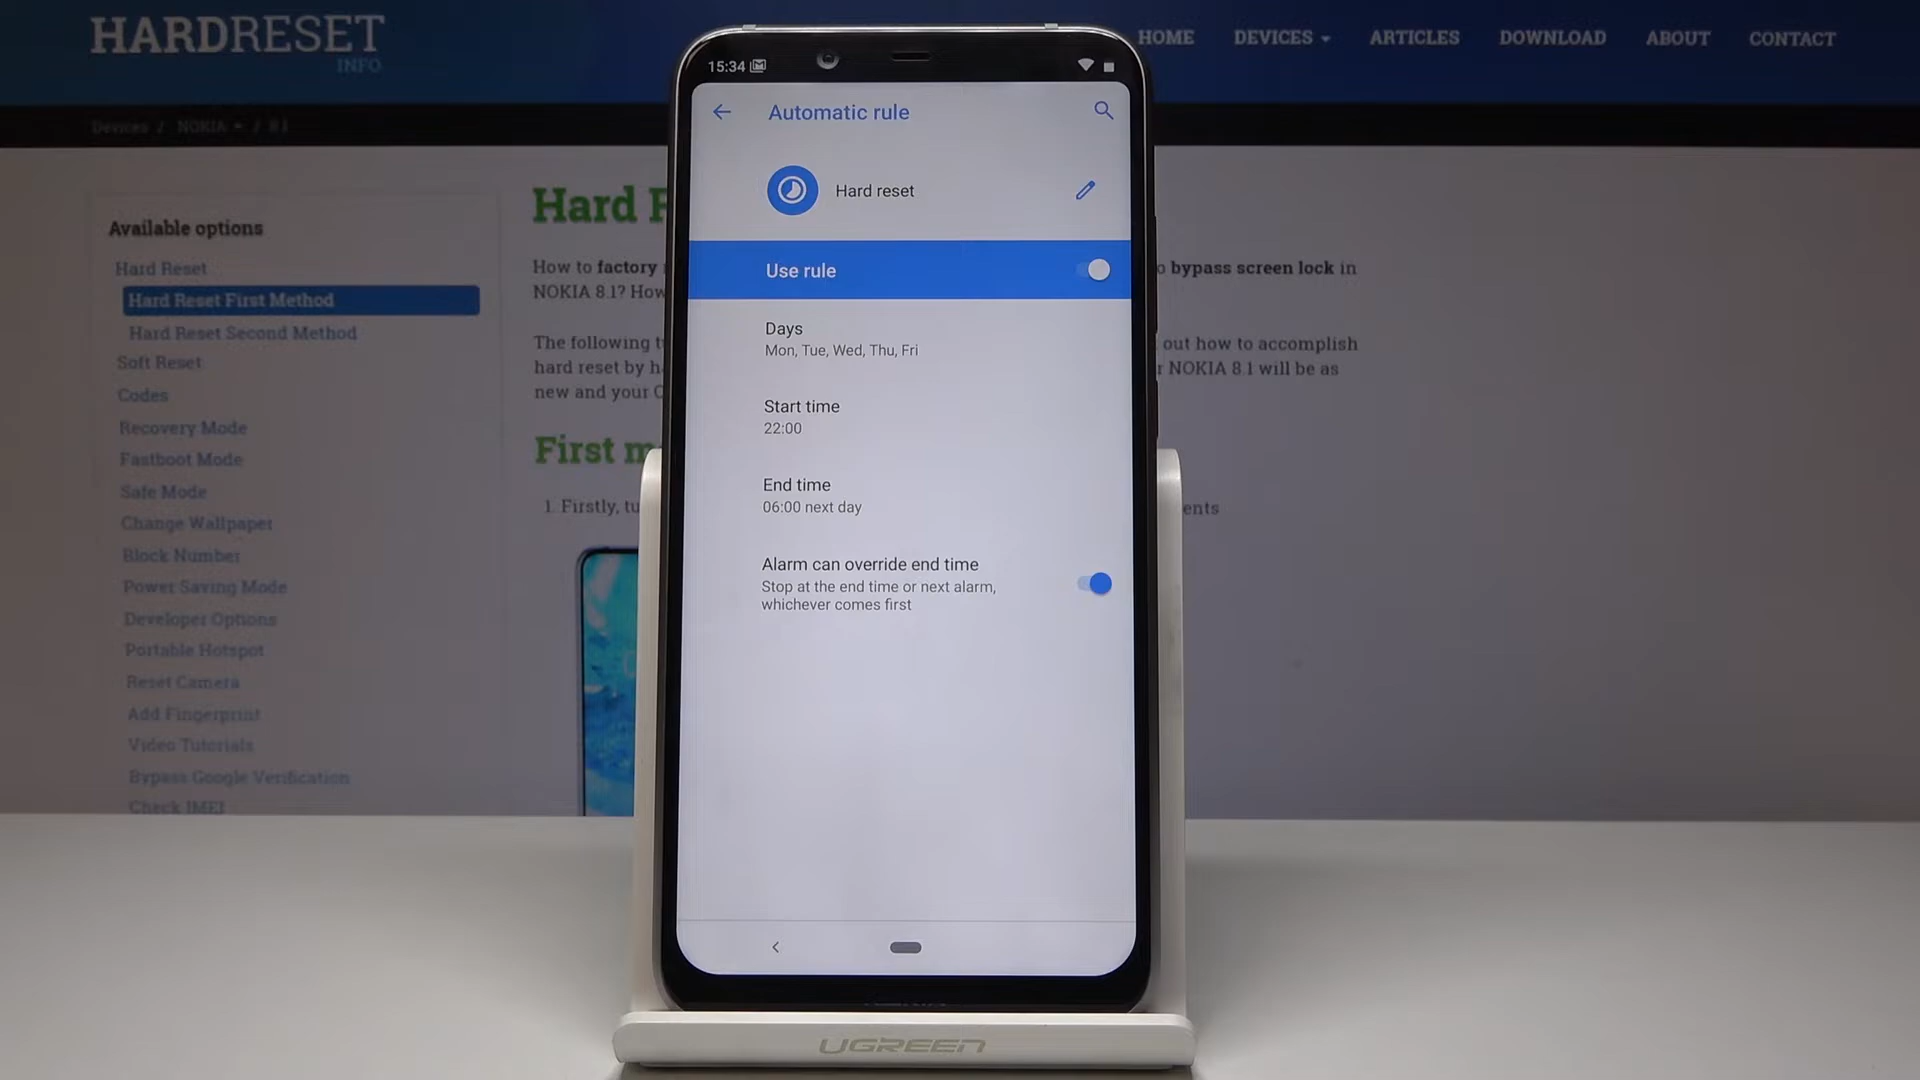 HARDRESET
INFO
HOME
DEVICES
ARTICLES
DOWNLOAD
ABOUT
CONTACT
Devices / NOKIA / 8.1
Available options
Hard Reset
Hard Reset First Method
Hard Reset Second Method
Soft Reset
Codes
Recovery Mode
Fastboot Mode
Safe Mode
Change Wallpaper
Block Number
Power Saving Mode
Developer Options
Portable Hotspot
Reset Camera
Add Fingerprint
Video Tutorials
Bypass Google Verification
Check IMEI
Hard
How to factory
bypass screen lock in
NOKIA 8.1? How
The following
out how to accomplish
hard reset by
NOKIA 8.1 will be as
new and your
First
1. Firstly,
15:34
Automatic rule
Hard reset
Use rule
Days
Mon, Tue, Wed, Thu, Fri
Start time
22:00
End time
06:00 next day
Alarm can override end time
Stop at the end time or next alarm,
whichever comes first
UGREEN